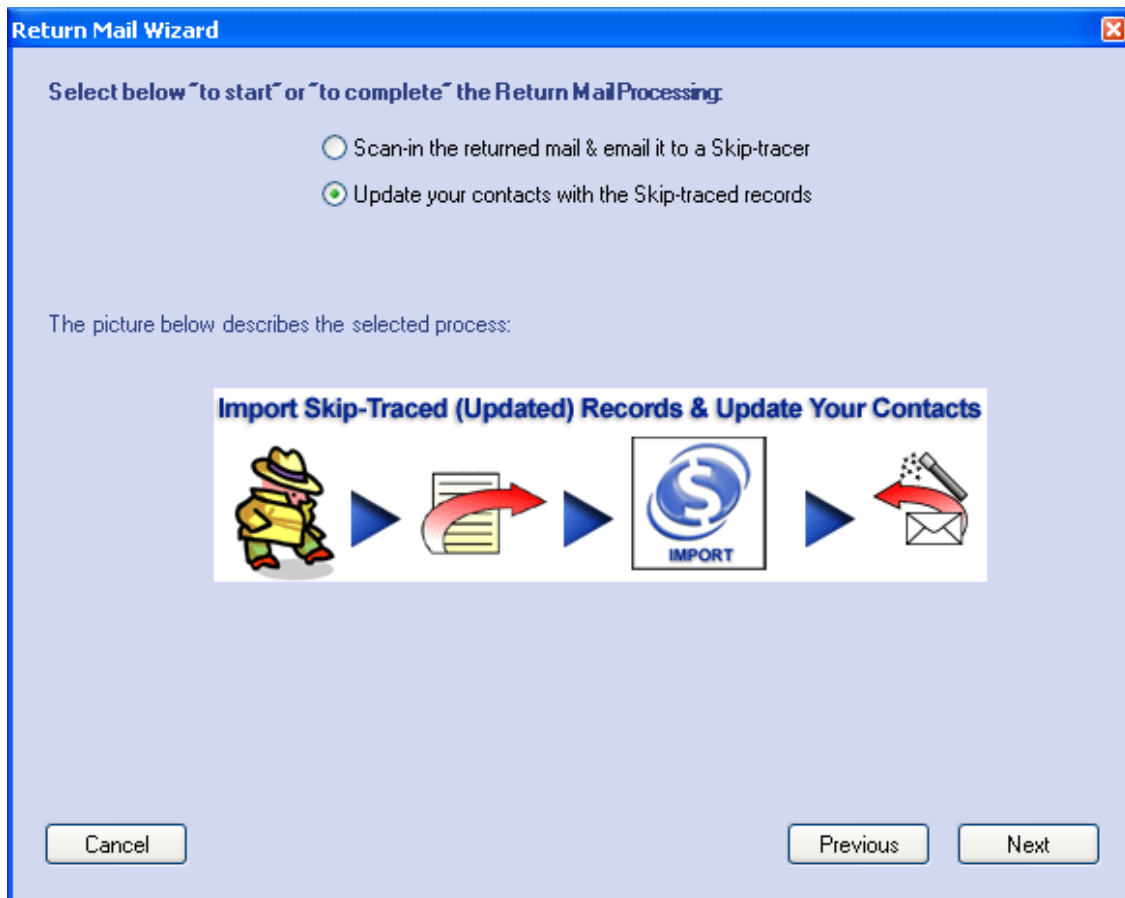 Return Mail Wizard
Select below "to start" or "to complete" the Return Mail Processing:
Scan-in the returned mail & email it to a Skip-tracer
Update your contacts with the Skip-traced records
The picture below describes the selected process:
Import Skip-Traced (Updated) Records & Update Your Contacts
IMPORT
Cancel
Previous
Next